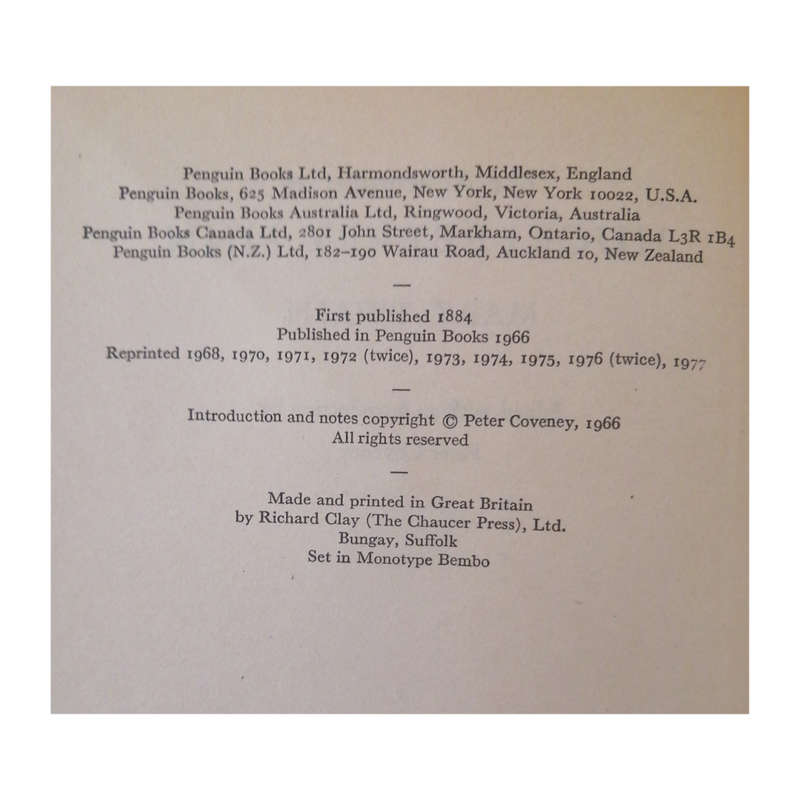 Penguin Books Ltd, Harmondsworth, Middlesex, England
Penguin Books, 625 Madison Avenue, New York, New York 10022, U.S.A.
Penguin Books Australia Ltd, Ringwood, Victoria, Australia
Penguin Books Canada Ltd, 2801 John Street, Markham, Ontario, Canada L3R 1B4
Penguin Books (N.Z.) Ltd, 182–190 Wairau Road, Auckland 10, New Zealand
—
First published 1884
Published in Penguin Books 1966
Reprinted 1968, 1970, 1971, 1972 (twice), 1973, 1974, 1975, 1976 (twice), 1977
—
Introduction and notes copyright © Peter Coveney, 1966
All rights reserved
—
Made and printed in Great Britain
by Richard Clay (The Chaucer Press), Ltd.
Bungay, Suffolk
Set in Monotype Bembo